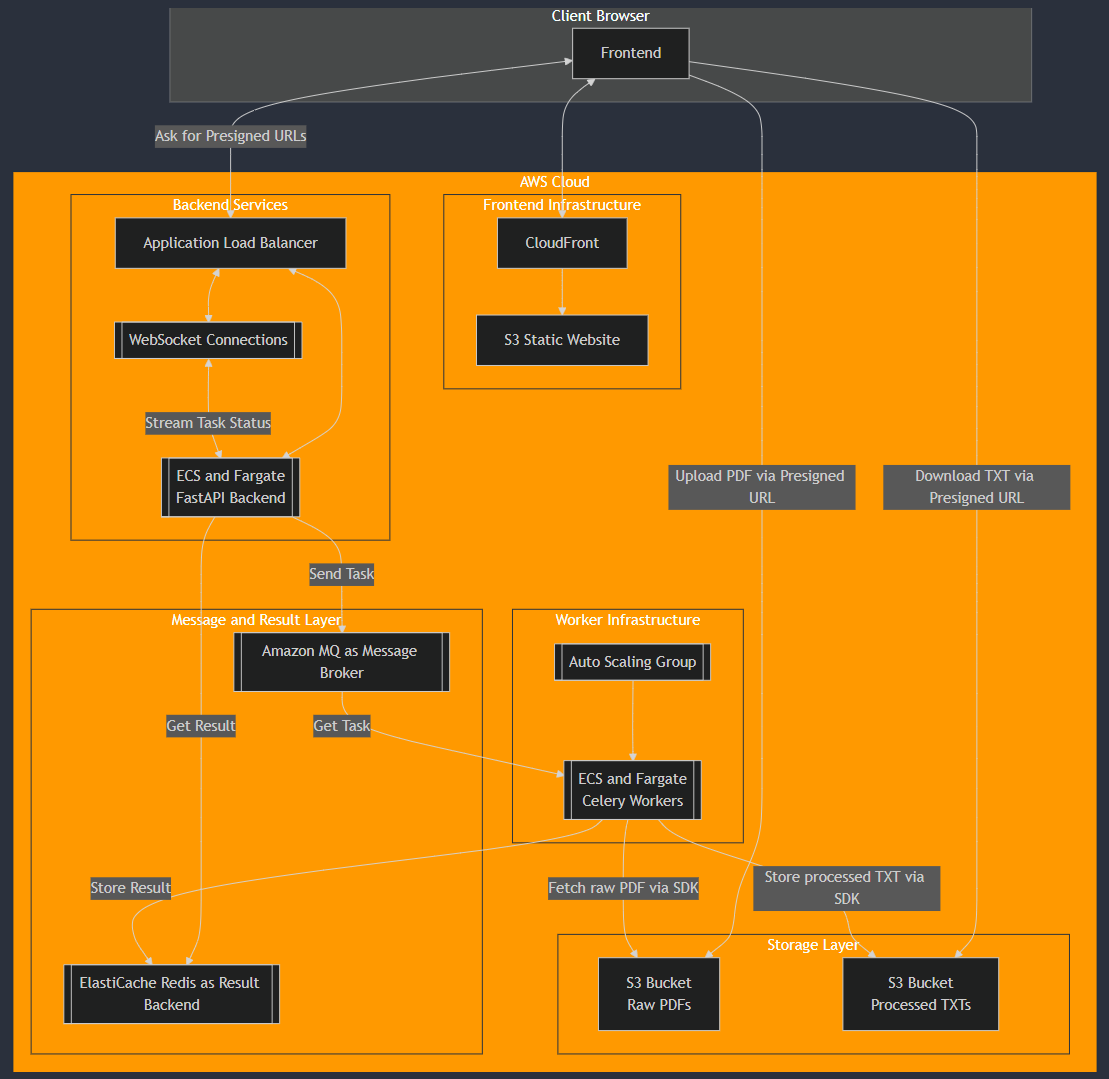 Client Browser
Frontend
Ask for Presigned URLs
AWS Cloud
Backend Services
Frontend Infrastructure
Application Load Balancer
CloudFront
WebSocket Connections
S3 Static Website
Stream Task Status
ECS and Fargate
FastAPI Backend
Upload PDF via Presigned
URL
Download TXT via
Presigned URL
Send Task
Message and Result Layer
Worker Infrastructure
Amazon MQ as Message
Broker
Auto Scaling Group
Get Result
Get Task
ECS and Fargate
Celery Workers
Store Result
Fetch raw PDF via SDK
Store processed TXT via
SDK
Storage Layer
ElastiCache Redis as Result
Backend
S3 Bucket
Raw PDFs
S3 Bucket
Processed TXTs